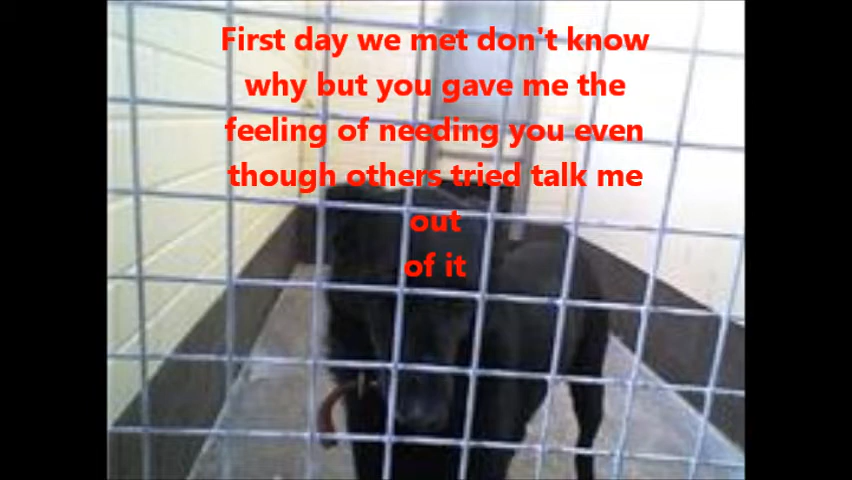 First day we met don't know
why but you gave me the
feeling of needing you even
though others tried talk me
out
of it